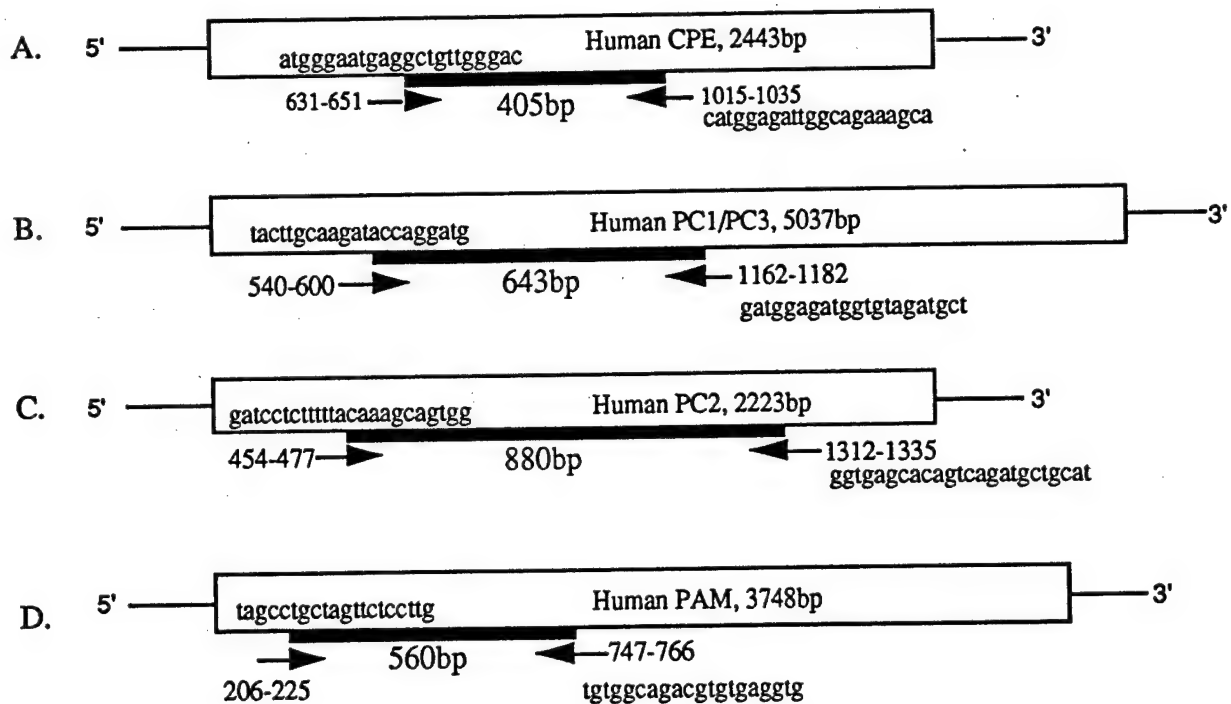 A. 5' Human CPE, 2443bp 3'
atgggaatgaggctgttgggac
631-651 405bp 1015-1035
catggagattggcagaaagca
B. 5' Human PC1/PC3, 5037bp 3'
tacttgcaagataccaggatg
540-600 643bp 1162-1182
gatggagatggtgtagatgct
C. 5' Human PC2, 2223bp 3'
gatcctctttttacaaagcagtgg
454-477 880bp 1312-1335
ggtgagcacagtcagatgctgcat
D. 5' Human PAM, 3748bp 3'
tagcctgctagttctccttg
560bp 747-766
206-225 tgtggcagacgtgtgaggtg